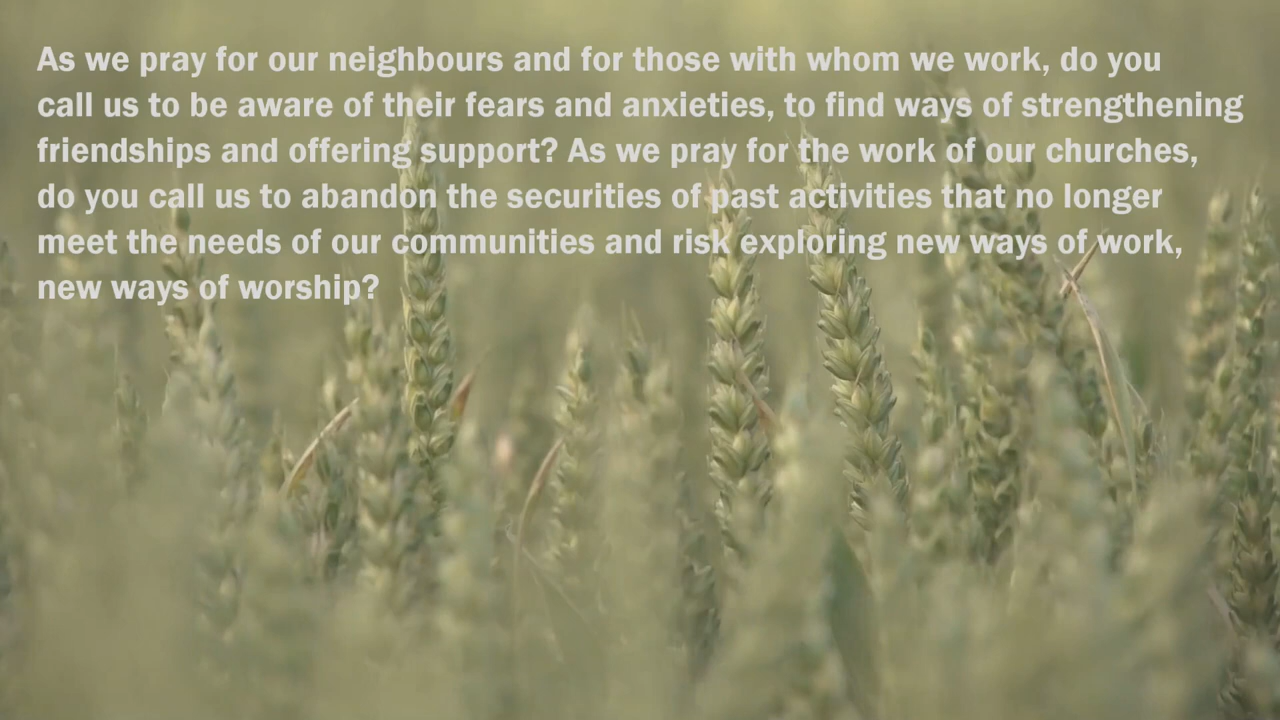 As we pray for our neighbours and for those with whom we work, do you
call us to be aware of their fears and anxieties, to find ways of strengthening
friendships and offering support? As we pray for the work of our churches,
do you call us to abandon the securities of past activities that no longer
meet the needs of our communities and risk exploring new ways of work,
new ways of worship?